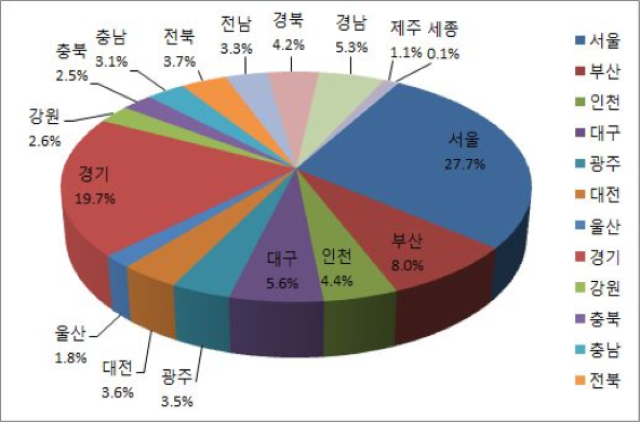 서울
27.7%
부산
8.0%
인천
4.4%
대구
5.6%
광주
3.5%
대전
3.6%
울산
1.8%
경기
19.7%
강원
2.6%
충북
2.5%
충남
3.1%
전북
3.7%
전남
3.3%
경북
4.2%
경남
5.3%
제주
1.1%
세종
0.1%
서울
부산
인천
대구
광주
대전
울산
경기
강원
충북
충남
전북